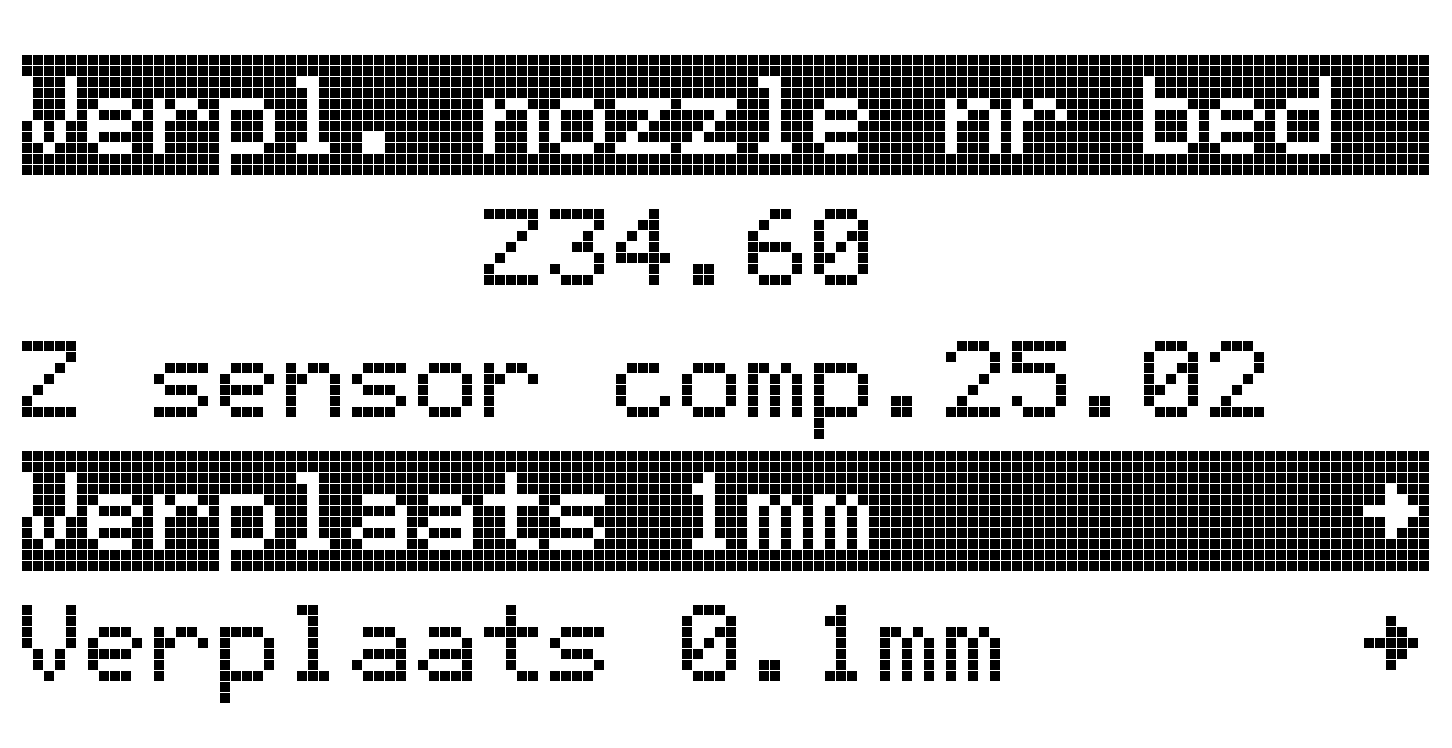 Verpl. nozzle nr bed
Z34.60
Z sensor comp.25.02
Verplaats 1mm →
Verplaats 0.1mm →